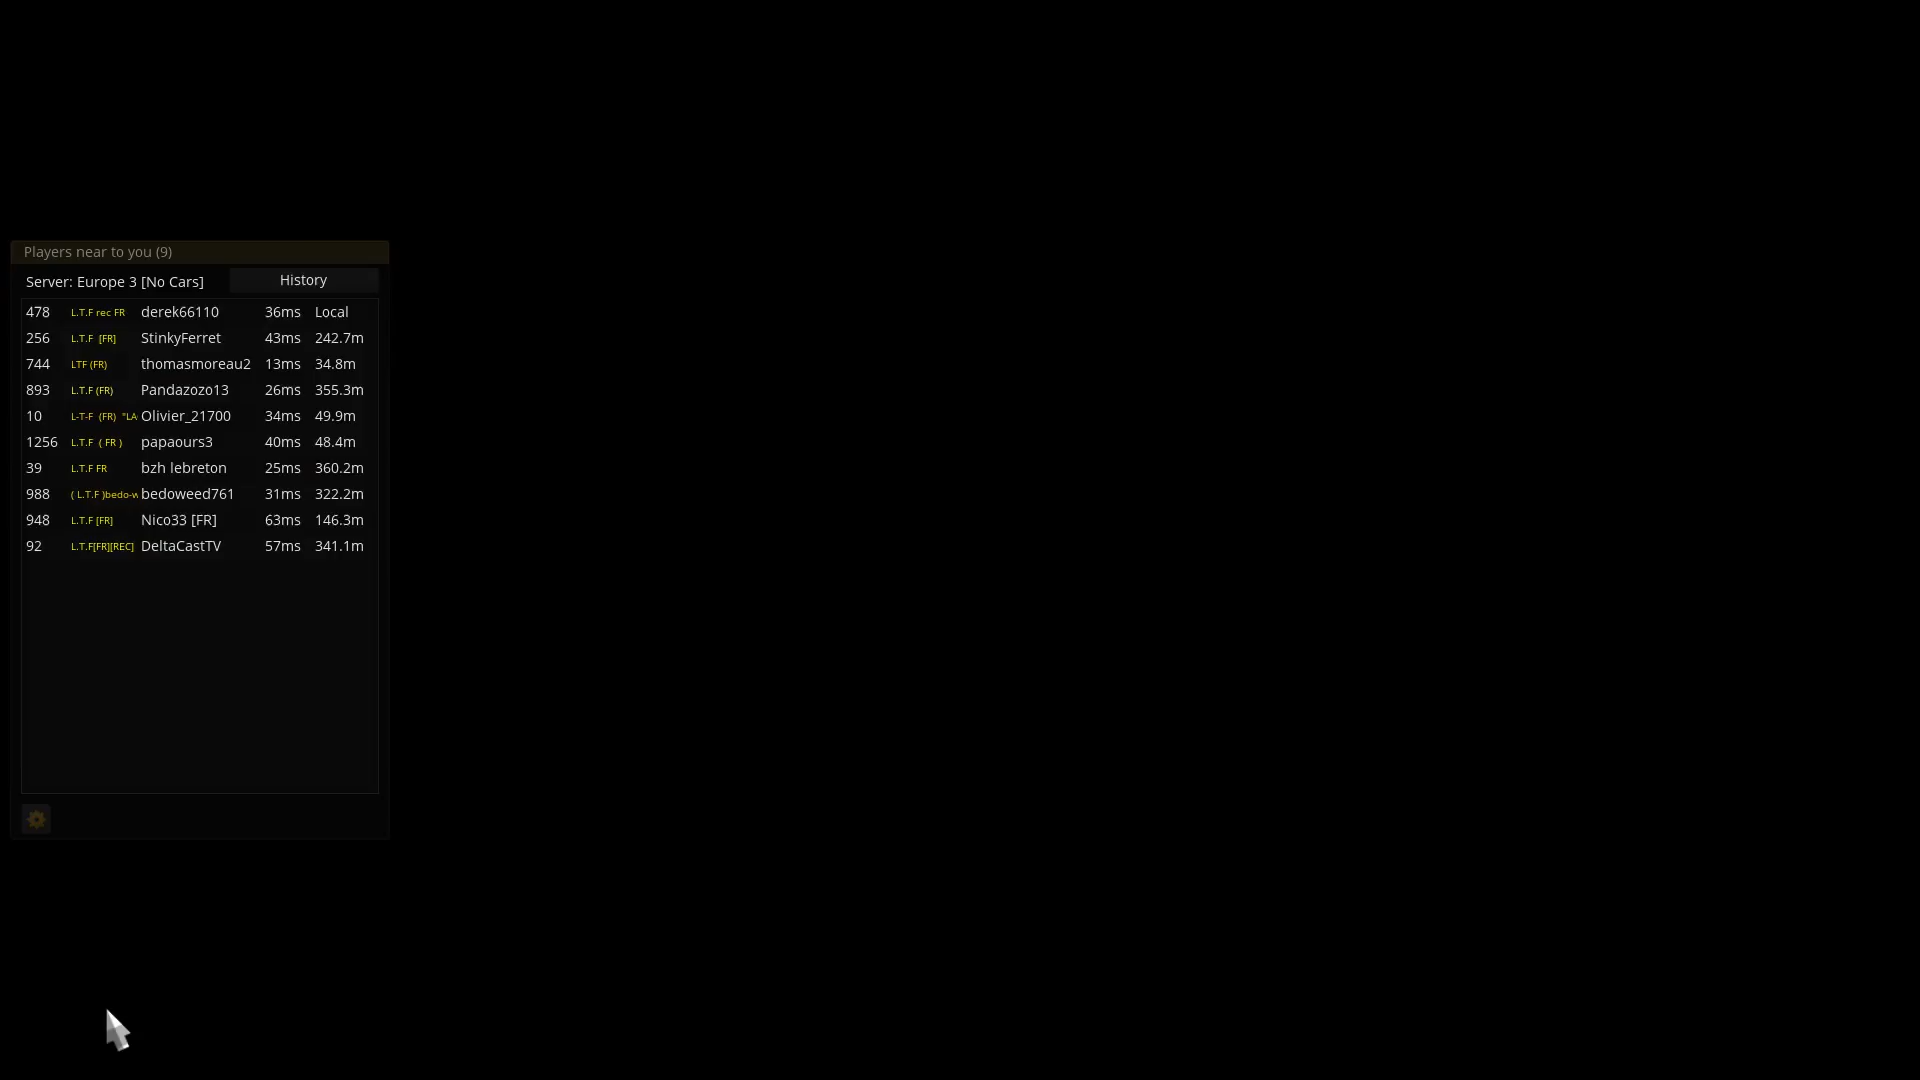 Players near to you (9)
Server: Europe 3 [No Cars] History
478 L.T.F rec FR derek66110 36ms Local
256 L.T.F [FR] StinkyFerret 43ms 242.7m
744 LTF (FR) thomasmoreau2 13ms 34.8m
893 L.T.F (FR) Pandazozo13 26ms 355.3m
10 L-T-F (FR) "LA Olivier_21700 34ms 49.9m
1256 L.T.F ( FR ) papaours3 40ms 48.4m
39 L.T.F FR bzh lebreton 25ms 360.2m
988 ( L.T.F )bedo-w bedoweed761 31ms 322.2m
948 L.T.F [FR] Nico33 [FR] 63ms 146.3m
92 L.T.F[FR][REC] DeltaCastTV 57ms 341.1m